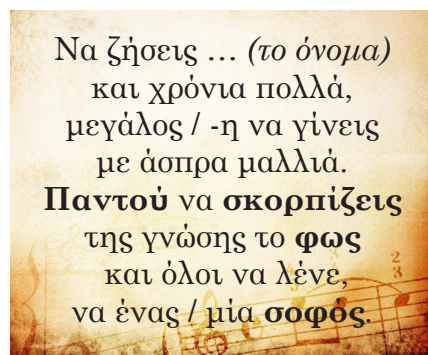 Να ζήσεις ... (το όνομα)
και χρόνια πολλά,
μεγάλος / -η να γίνεις
με άσπρα μαλλιά.
Παντού να σκορπίζεις
της γνώσης το φως
και όλοι να λένε,
να ένας / μία σοφός.